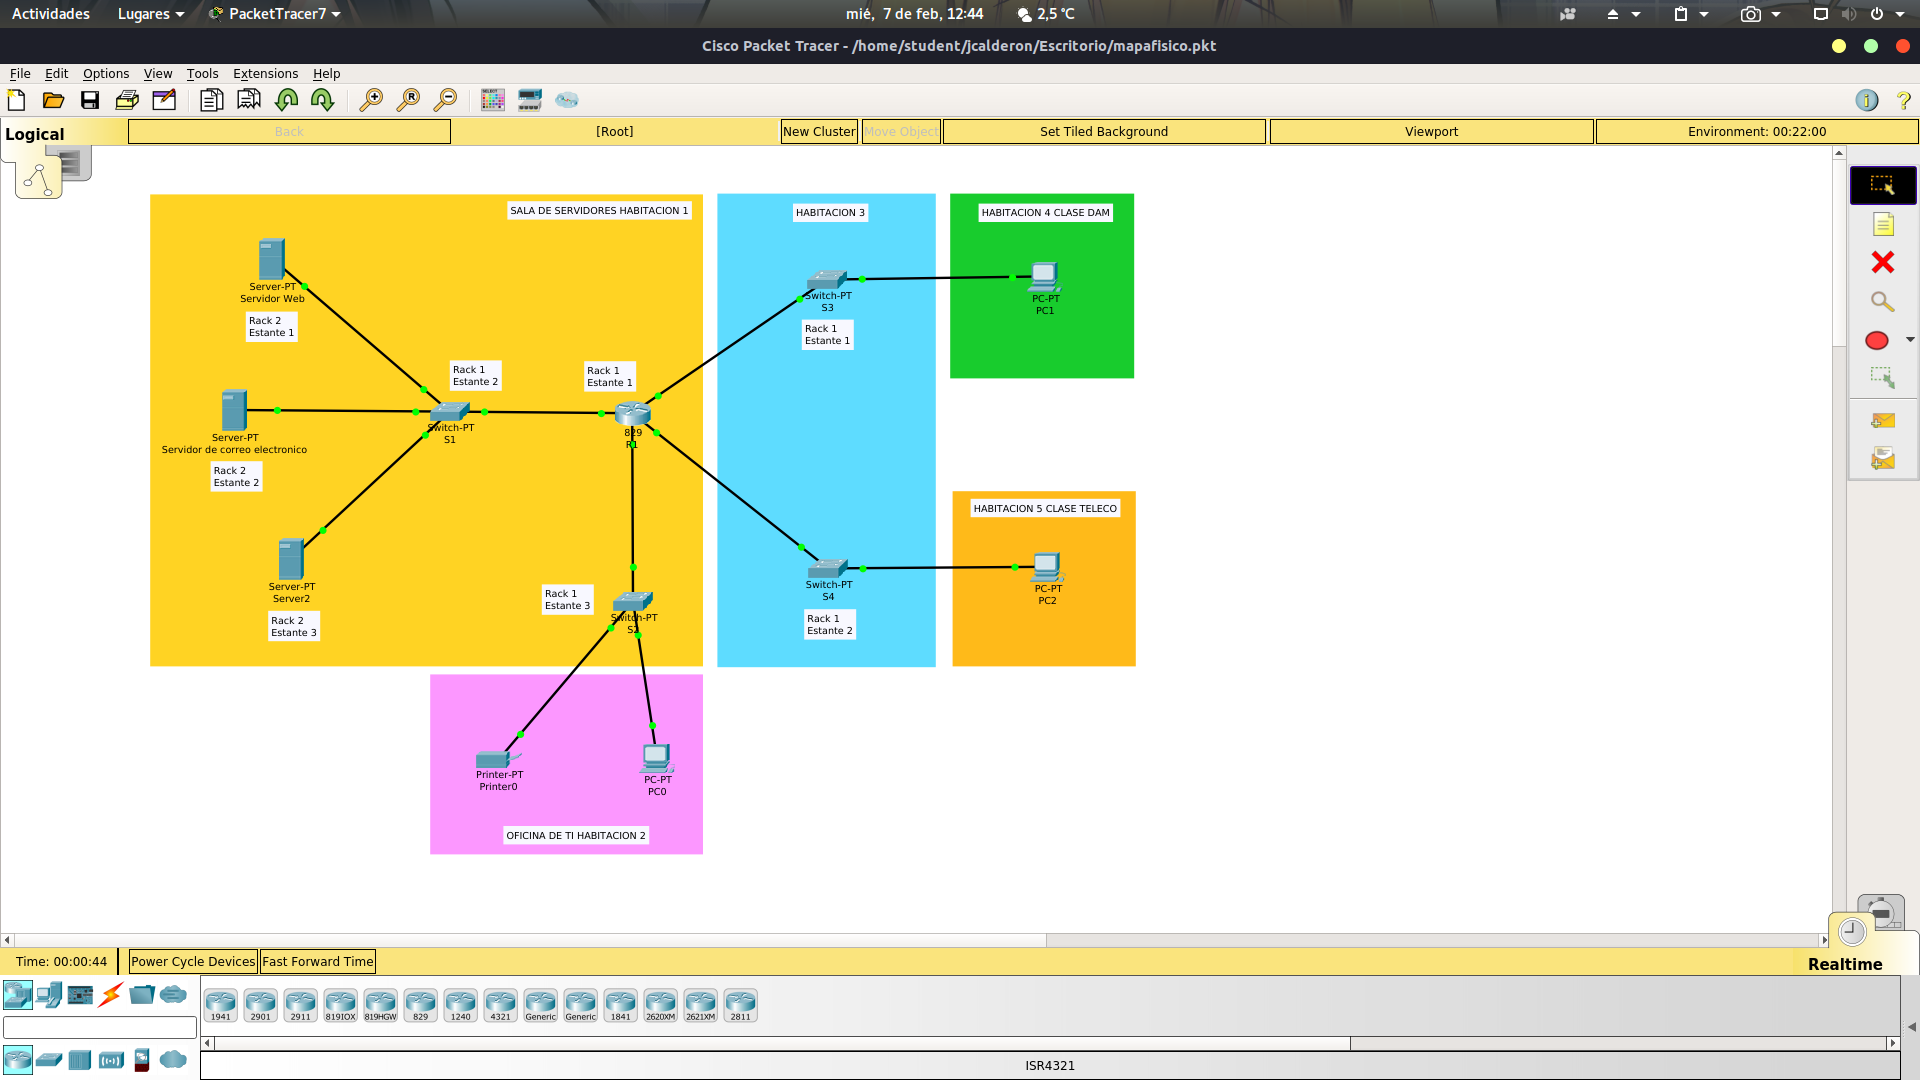 Actividades Lugares PacketTracer7 mié, 7 de feb, 12:44 2,5 °C
Cisco Packet Tracer - /home/student/jcalderon/Escritorio/mapafisico.pkt
File Edit Options View Tools Extensions Help
Logical Back [Root] New Cluster Move Object Set Tiled Background Viewport Environment: 00:22:00
SALA DE SERVIDORES HABITACION 1
HABITACION 3
HABITACION 4 CLASE DAM
Server-PT
Servidor Web
Rack 2
Estante 1
Switch-PT
S3
Rack 1
Estante 1
PC-PT
PC1
Rack 1
Estante 2
Rack 1
Estante 1
Switch-PT
S1
829
R1
Server-PT
Servidor de correo electronico
Rack 2
Estante 2
HABITACION 5 CLASE TELECO
Server-PT
Server2
Rack 2
Estante 3
Rack 1
Estante 3
Switch-PT
S2
Switch-PT
S4
Rack 1
Estante 2
PC-PT
PC2
Printer-PT
Printer0
PC-PT
PC0
OFICINA DE TI HABITACION 2
Time: 00:00:44 Power Cycle Devices Fast Forward Time Realtime
1941 2901 2911 819IOX 819HGW 829 1240 4321 Generic Generic 1841 2620XM 2621XM 2811
ISR4321